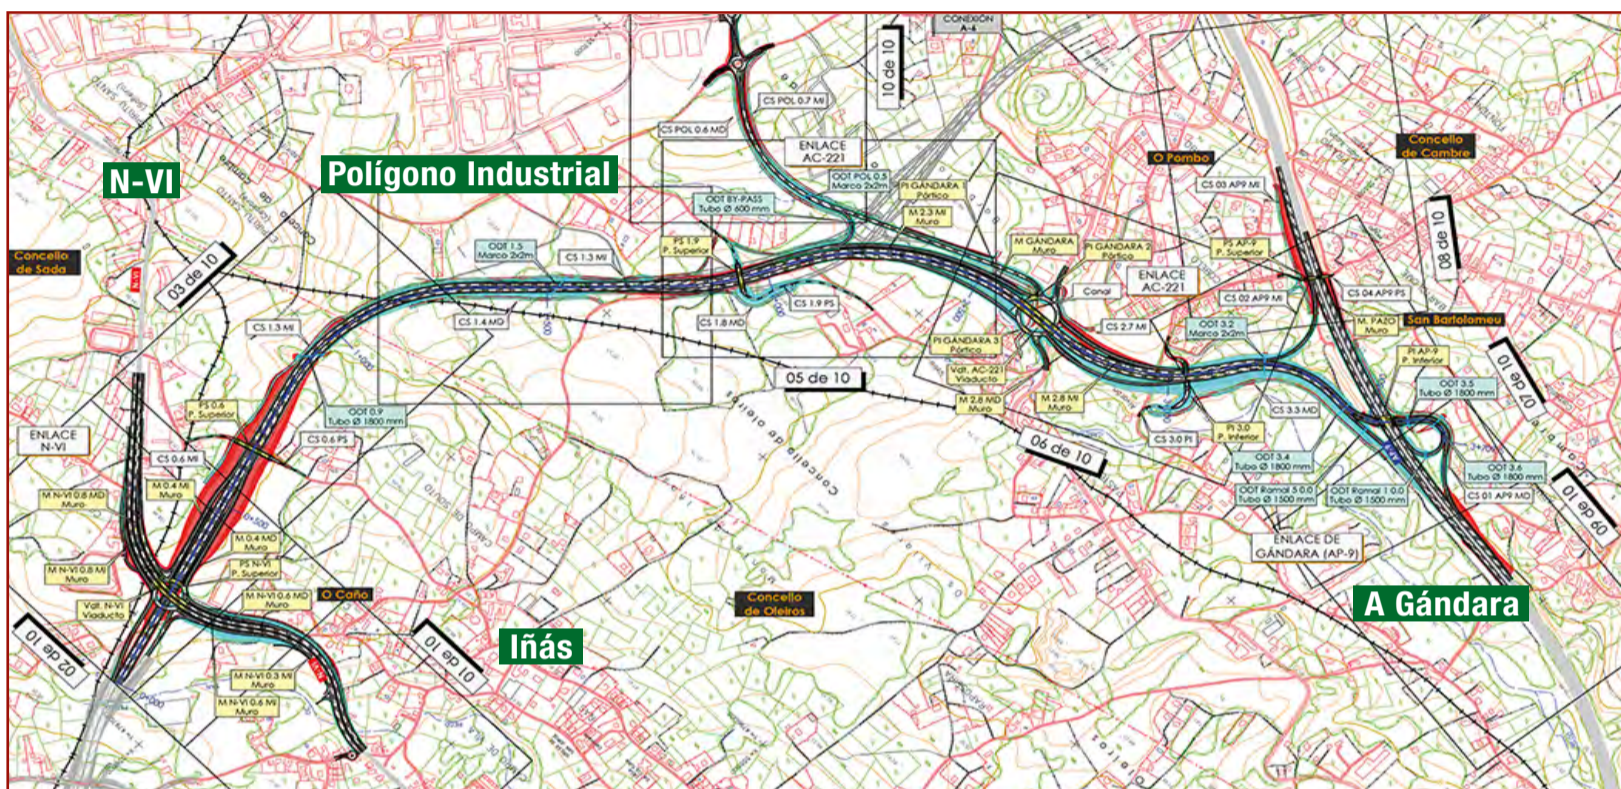 CONEXIÓN
A-6
10 de 10
CS POL 0.7 MI
CS POL 0.6 MD
ENLACE
AC-221
O Pombo
Concello
de Cambre
N-VI
Polígono Industrial
ODT POL 0.5
Marco 2x2m
PI GÁNDARA 1
Pórtico
CS 03 AP9 MI
08 de 10
ODT BY-PASS
Tubo Ø 600 mm
M 2.3 MI
Muro
Concello
de Sada
N-VI
03 de 10
ODT 1.5
Marco 2x2m
CS 1.3 MI
PS 1.9
P. Superior
M GÁNDARA
Muro
PI GÁNDARA 2
Pórtico
ENLACE
AC-221
PS AP-9
P. Superior
Canal
CS 02 AP9 MI
CS 04 AP9 PS
CS 1.9 PS
CS 1.3 MI
CS 1.4 MD
CS 1.8 MD
CS 2.7 MI
ODT 3.2
Marco 2x2m
M. PAZO
Muro
San Bartolomeu
PI GÁNDARA 3
Pórtico
PI AP-9
P. Inferior
07 de 10
05 de 10
Vdt. AC-221
Viaducto
ODT 3.5
Tubo Ø 1800 mm
M 2.8 MD
Muro
M 2.8 MI
Muro
CS 3.3 MD
PS 0.6
P. Superior
ODT 0.9
Tubo Ø 1800 mm
CS 0.6 PS
ENLACE
N-VI
CS 0.6 MI
06 de 10
CS 3.0 PI
PI 3.0
P. Inferior
ODT 3.4
Tubo Ø 1800 mm
ODT 3.6
Tubo Ø 1800 mm
M N-VI 0.8 MD
Muro
M 0.4 MI
Muro
ODT Ramal 5 0.0
Tubo Ø 1500 mm
ODT Ramal 1 0.0
Tubo Ø 1500 mm
CS 01 AP9 MD
09 de 10
M 0.4 MD
Muro
ENLACE DE
GÁNDARA (AP-9)
M N-VI 0.8 MI
Muro
PS N-VI
P. Superior
Vdt. N-VI
Viaducto
M N-VI 0.6 MD
Muro
O Caño
Concello
de Oleiros
A Gándara
02 de 10
01 de 10
Iñás
M N-VI 0.3 MI
Muro
M N-VI 0.6 MI
Muro
Concello de Oleiros